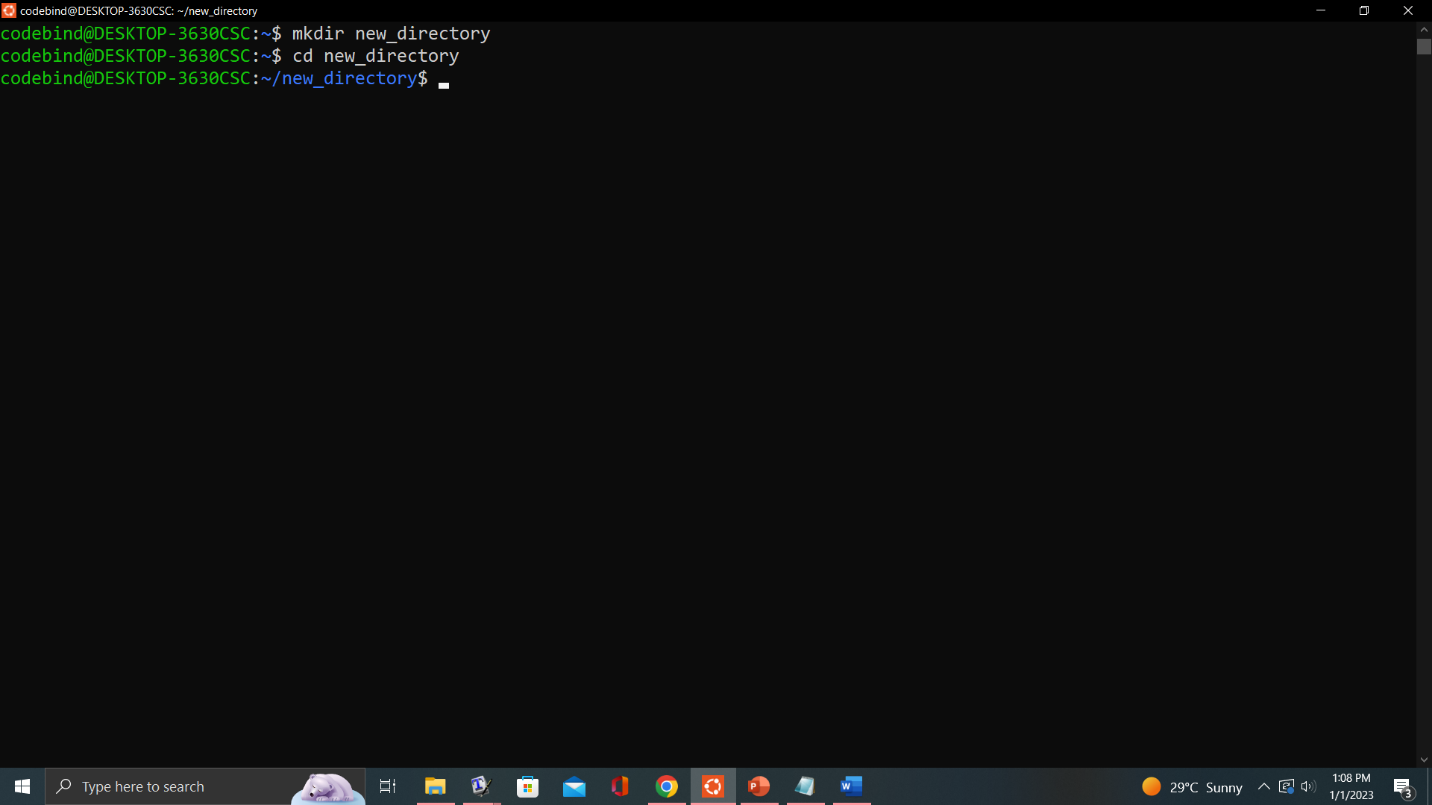 codebind@DESKTOP-3630CSC: ~/new_directory
codebind@DESKTOP-3630CSC:~$ mkdir new_directory
codebind@DESKTOP-3630CSC:~$ cd new_directory
codebind@DESKTOP-3630CSC:~/new_directory$
Type here to search
29°C Sunny
1:08 PM
1/1/2023
3